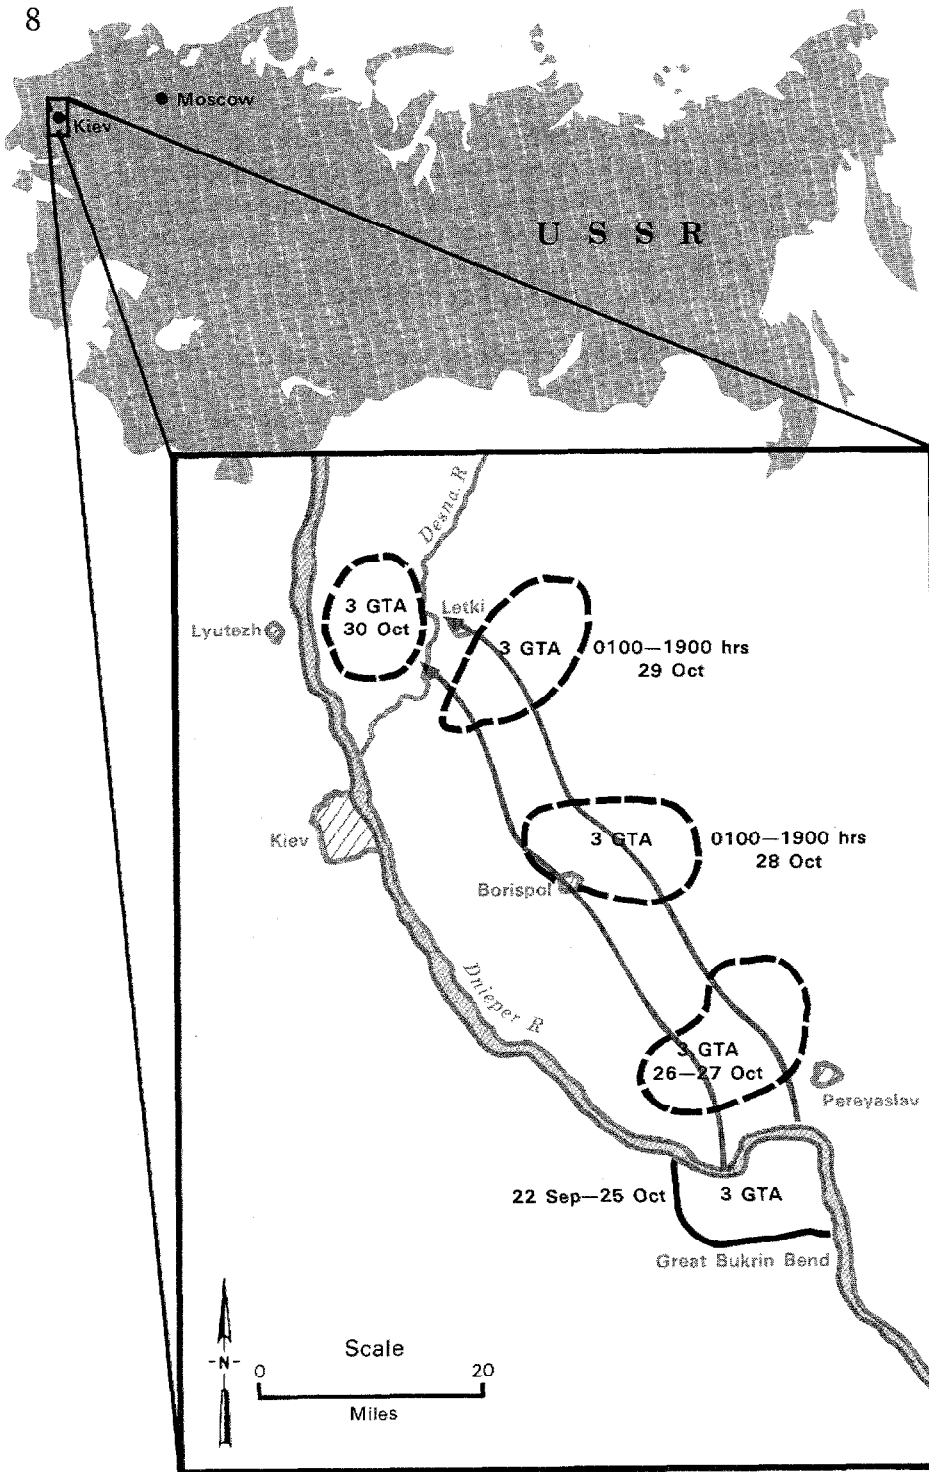 8
Moscow
Kiev
U S S R
Desna R
3 GTA
30 Oct
Letki
Lyutezh
3 GTA
0100—1900 hrs
29 Oct
Kiev
3 GTA
0100—1900 hrs
28 Oct
Borispol
Dnieper R
3 GTA
26—27 Oct
Pereyaslav
22 Sep—25 Oct
3 GTA
Great Bukrin Bend
-N-
Scale
0
20
Miles